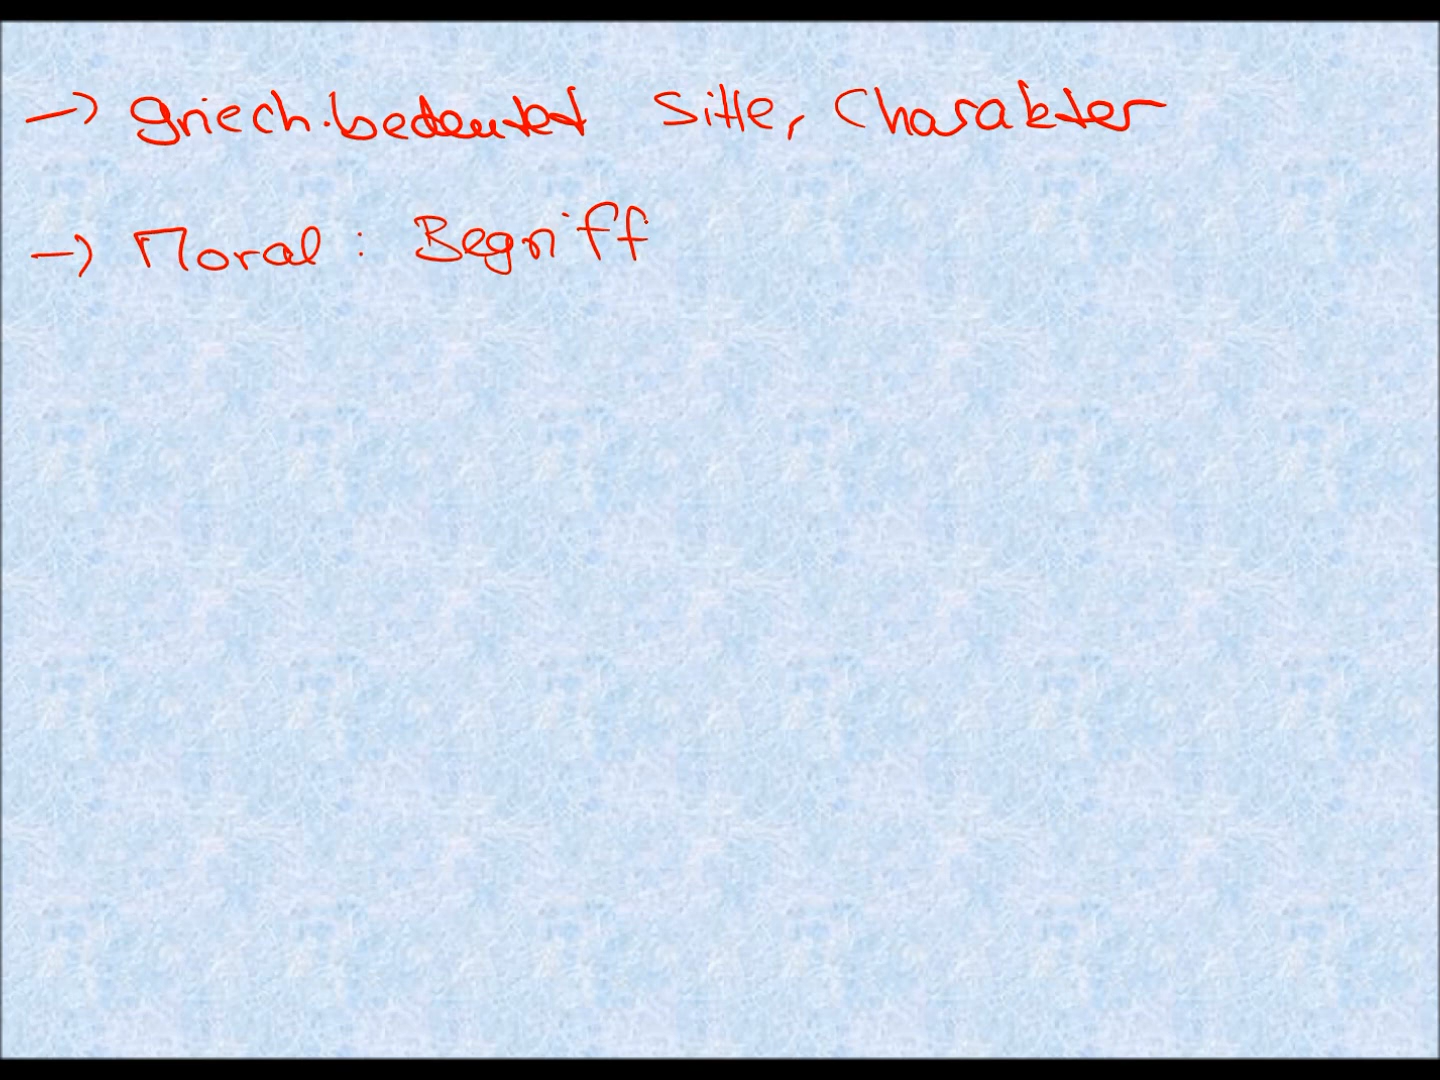 → griech. bedeutet Sitte, Charakter
→ Moral : Begriff